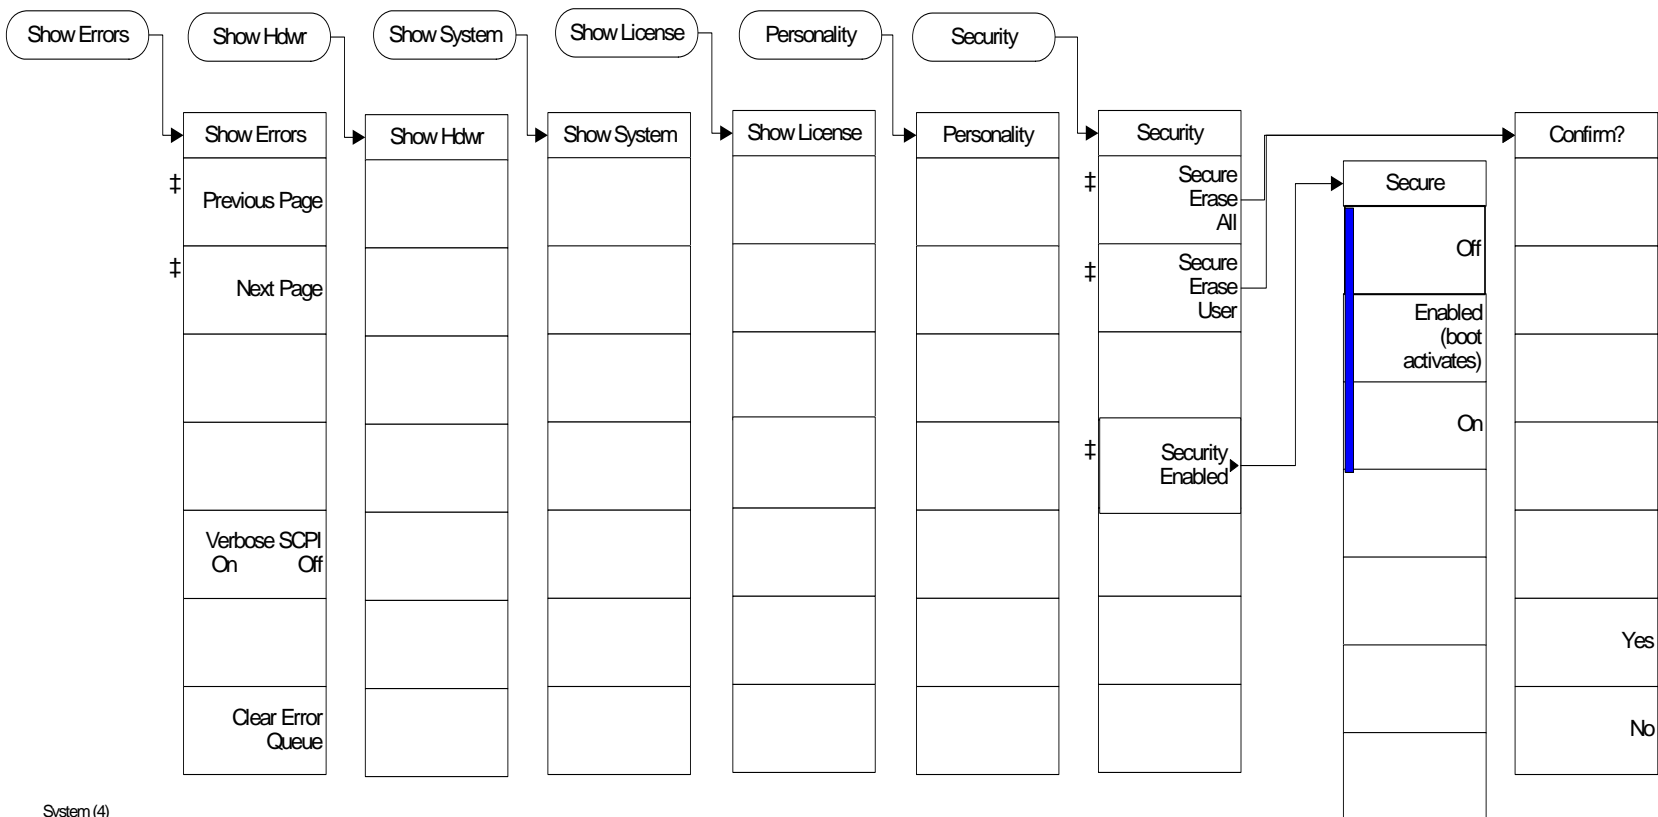 Show Errors
Show Hdwr
Show System
Show License
Personality
Security
Show Errors
‡
Previous Page
‡
Next Page
Verbose SCPI
On Off
Clear Error
Queue
Show Hdwr
Show System
Show License
Personality
Security
‡
Secure
Erase
All
‡
Secure
Erase
User
‡
Security
Enabled
Secure
Off
Enabled
(boot
activates)
On
Confirm?
Yes
No
System (4)